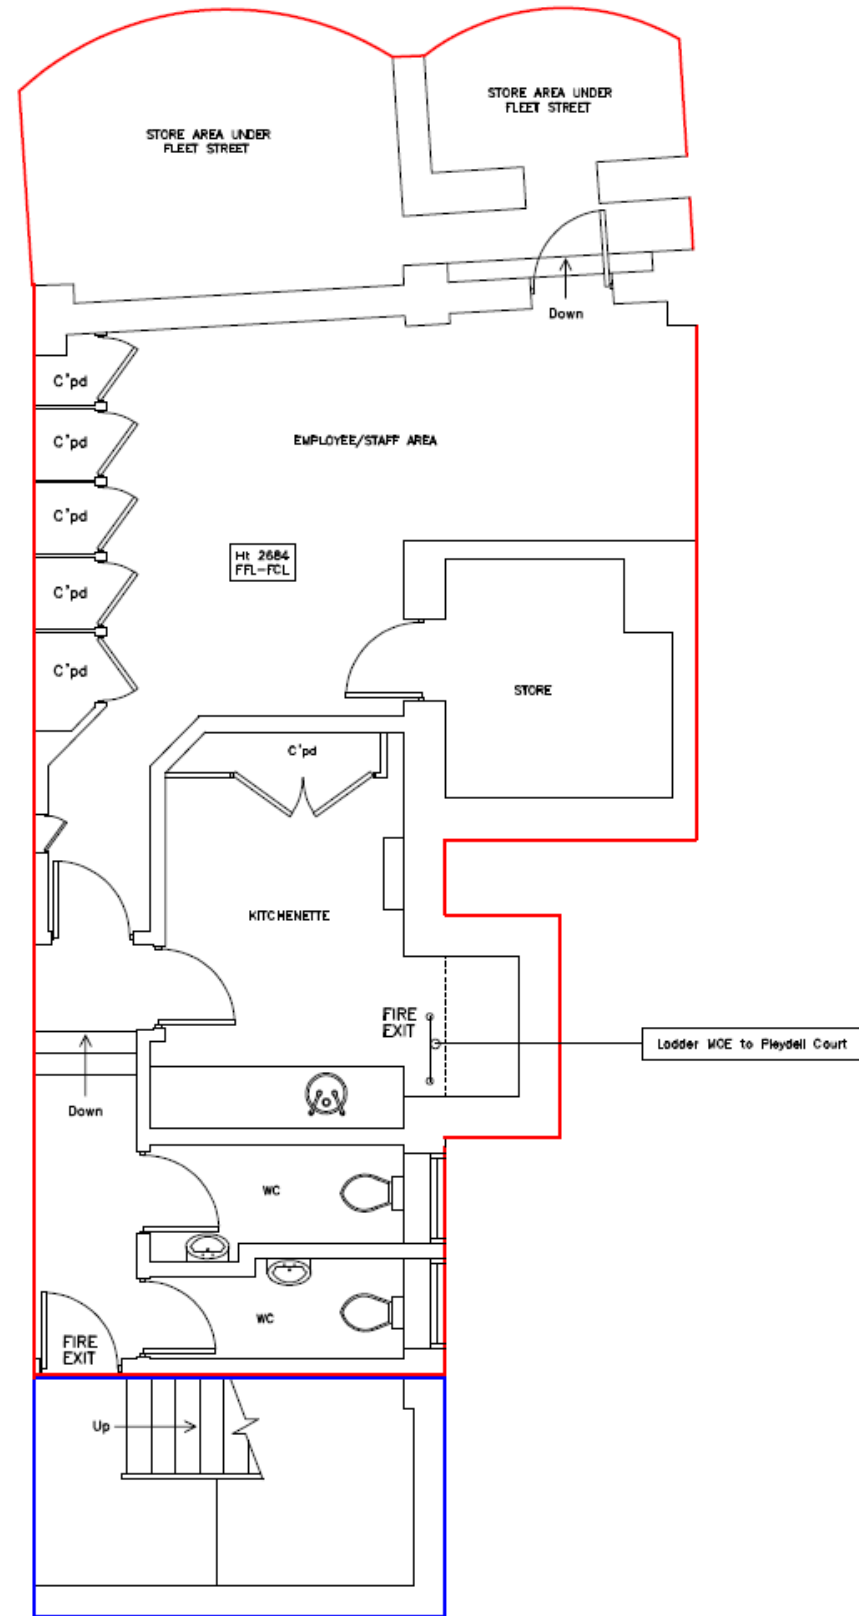 STORE AREA UNDER
FLEET STREET
STORE AREA UNDER
FLEET STREET
Down
C'pd
EMPLOYEE/STAFF AREA
C'pd
C'pd
Ht 2684
FFL-FCL
C'pd
C'pd
STORE
C'pd
KITCHENETTE
FIRE
EXIT
Ladder MOE to Pleydell Court
Down
WC
WC
FIRE
EXIT
Up